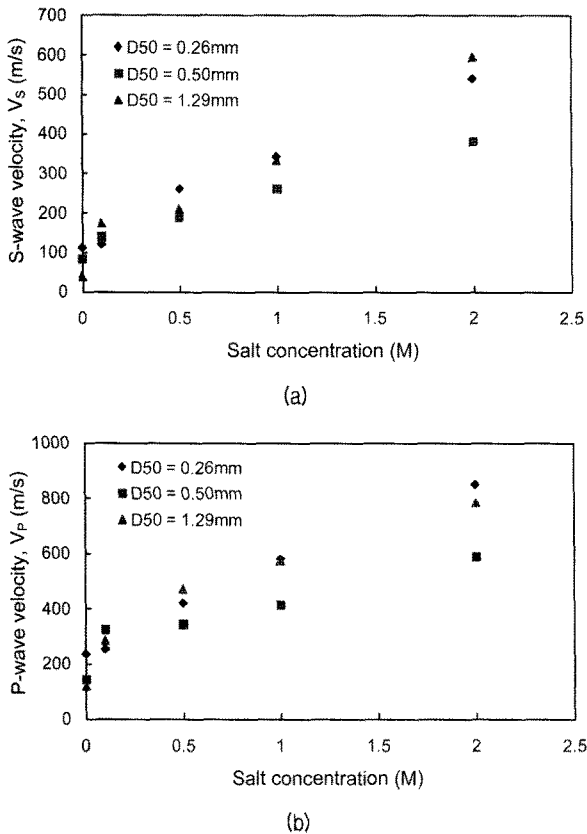 700
600
500
400
300
200
100
0
S-wave velocity, VS (m/s)
D50 = 0.26mm
D50 = 0.50mm
D50 = 1.29mm
0 0.5 1 1.5 2 2.5
Salt concentration (M)
(a)
1000
800
600
400
200
0
P-wave velocity, VP (m/s)
D50 = 0.26mm
D50 = 0.50mm
D50 = 1.29mm
0 0.5 1 1.5 2 2.5
Salt concentration (M)
(b)